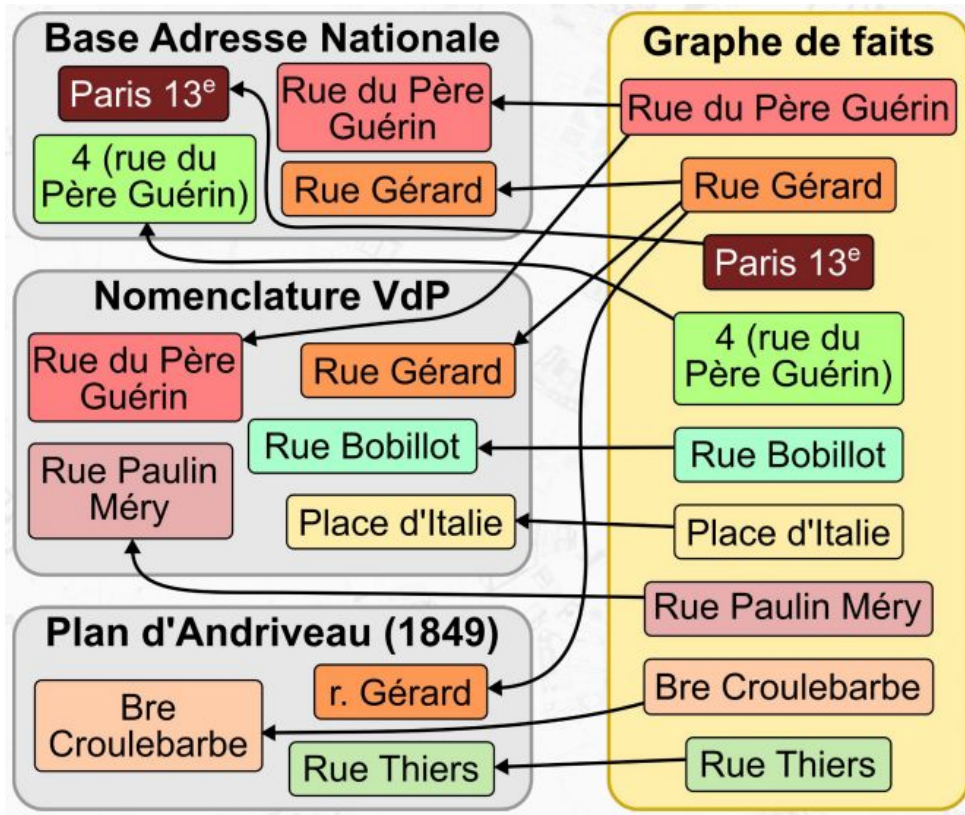 Base Adresse Nationale
Paris 13e
Rue du Père
Guérin
4 (rue du
Père Guérin)
Rue Gérard
Nomenclature VdP
Rue du Père
Guérin
Rue Gérard
Rue Bobillot
Rue Paulin
Méry
Place d'Italie
Plan d'Andriveau (1849)
r. Gérard
Bre
Croulebarbe
Rue Thiers
Graphe de faits
Rue du Père Guérin
Rue Gérard
Paris 13e
4 (rue du
Père Guérin)
Rue Bobillot
Place d'Italie
Rue Paulin Méry
Bre Croulebarbe
Rue Thiers